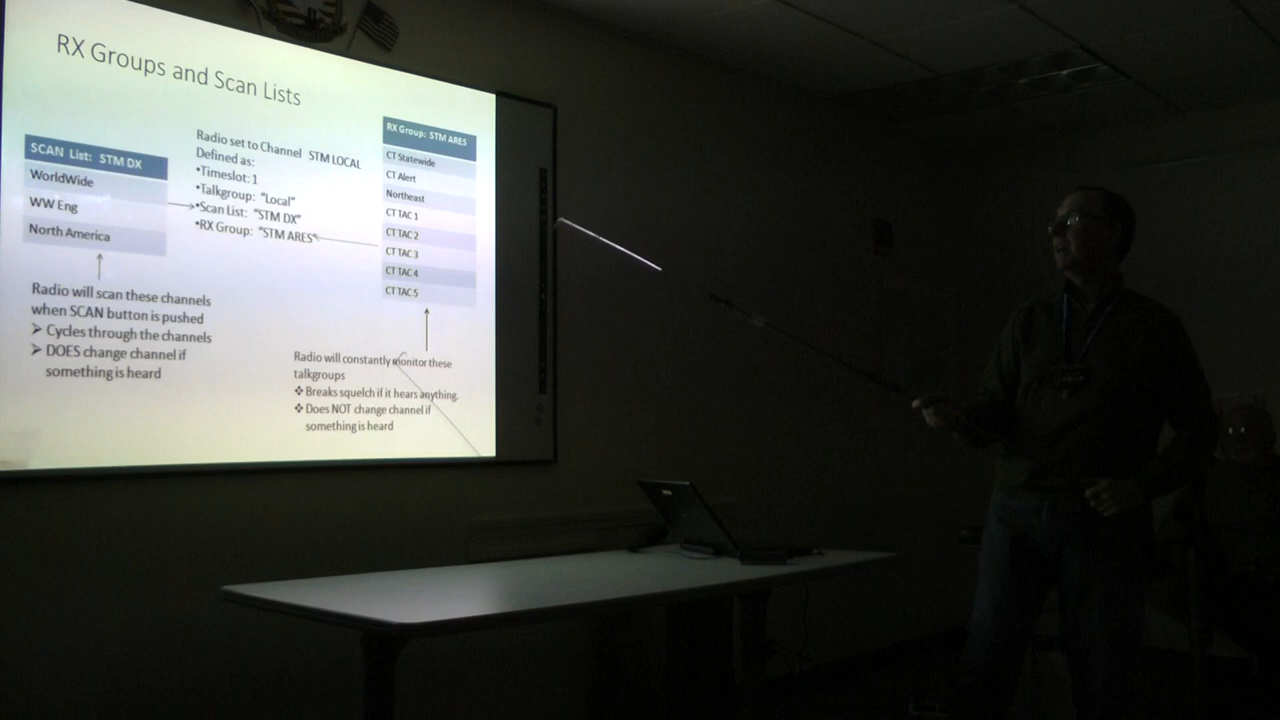 RX Groups and Scan Lists
SCAN List: STM DX
WorldWide
WW Eng
North America
Radio will scan these channels
when SCAN button is pushed
➢ Cycles through the channels
➢ DOES change channel if
something is heard
Radio set to Channel STM LOCAL
Defined as:
•Timeslot: 1
•Talkgroup: "Local"
•Scan List: "STM DX"
•RX Group: "STM ARES"
RX Group: STM ARES
CT Statewide
CT Alert
Northeast
CT TAC 1
CT TAC 2
CT TAC 3
CT TAC 4
CT TAC 5
Radio will constantly monitor these
talkgroups
❖ Breaks squelch if it hears anything.
❖ Does NOT change channel if
something is heard